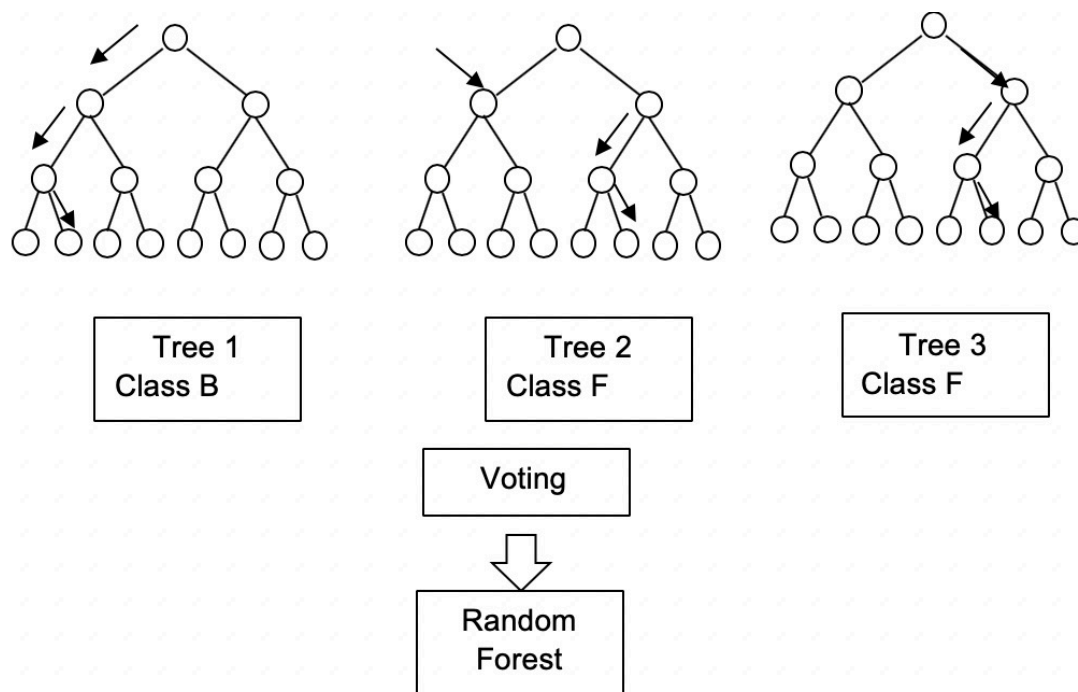 Tree 1
Class B
Tree 2
Class F
Tree 3
Class F
Voting
Random
Forest